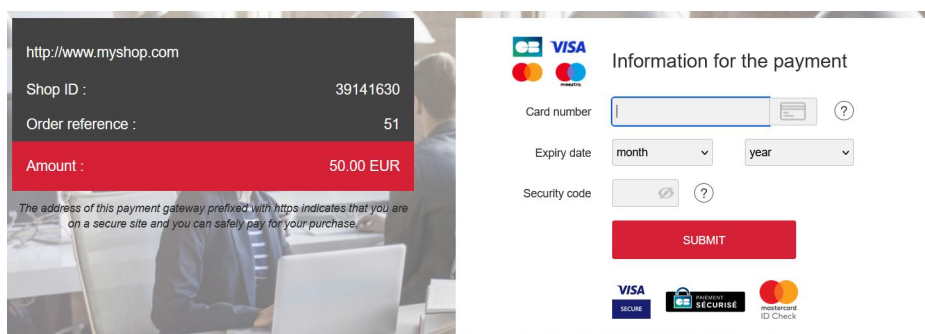 http://www.myshop.com
Shop ID : 39141630
Order reference : 51
Amount : 50.00 EUR
The address of this payment gateway prefixed with https indicates that you are
on a secure site and you can safely pay for your purchase.
CB VISA
maestro
Information for the payment
Card number ?
Expiry date month year
Security code ?
SUBMIT
VISA
SECURE
CB PAIEMENT
SÉCURISÉ
mastercard
ID Check